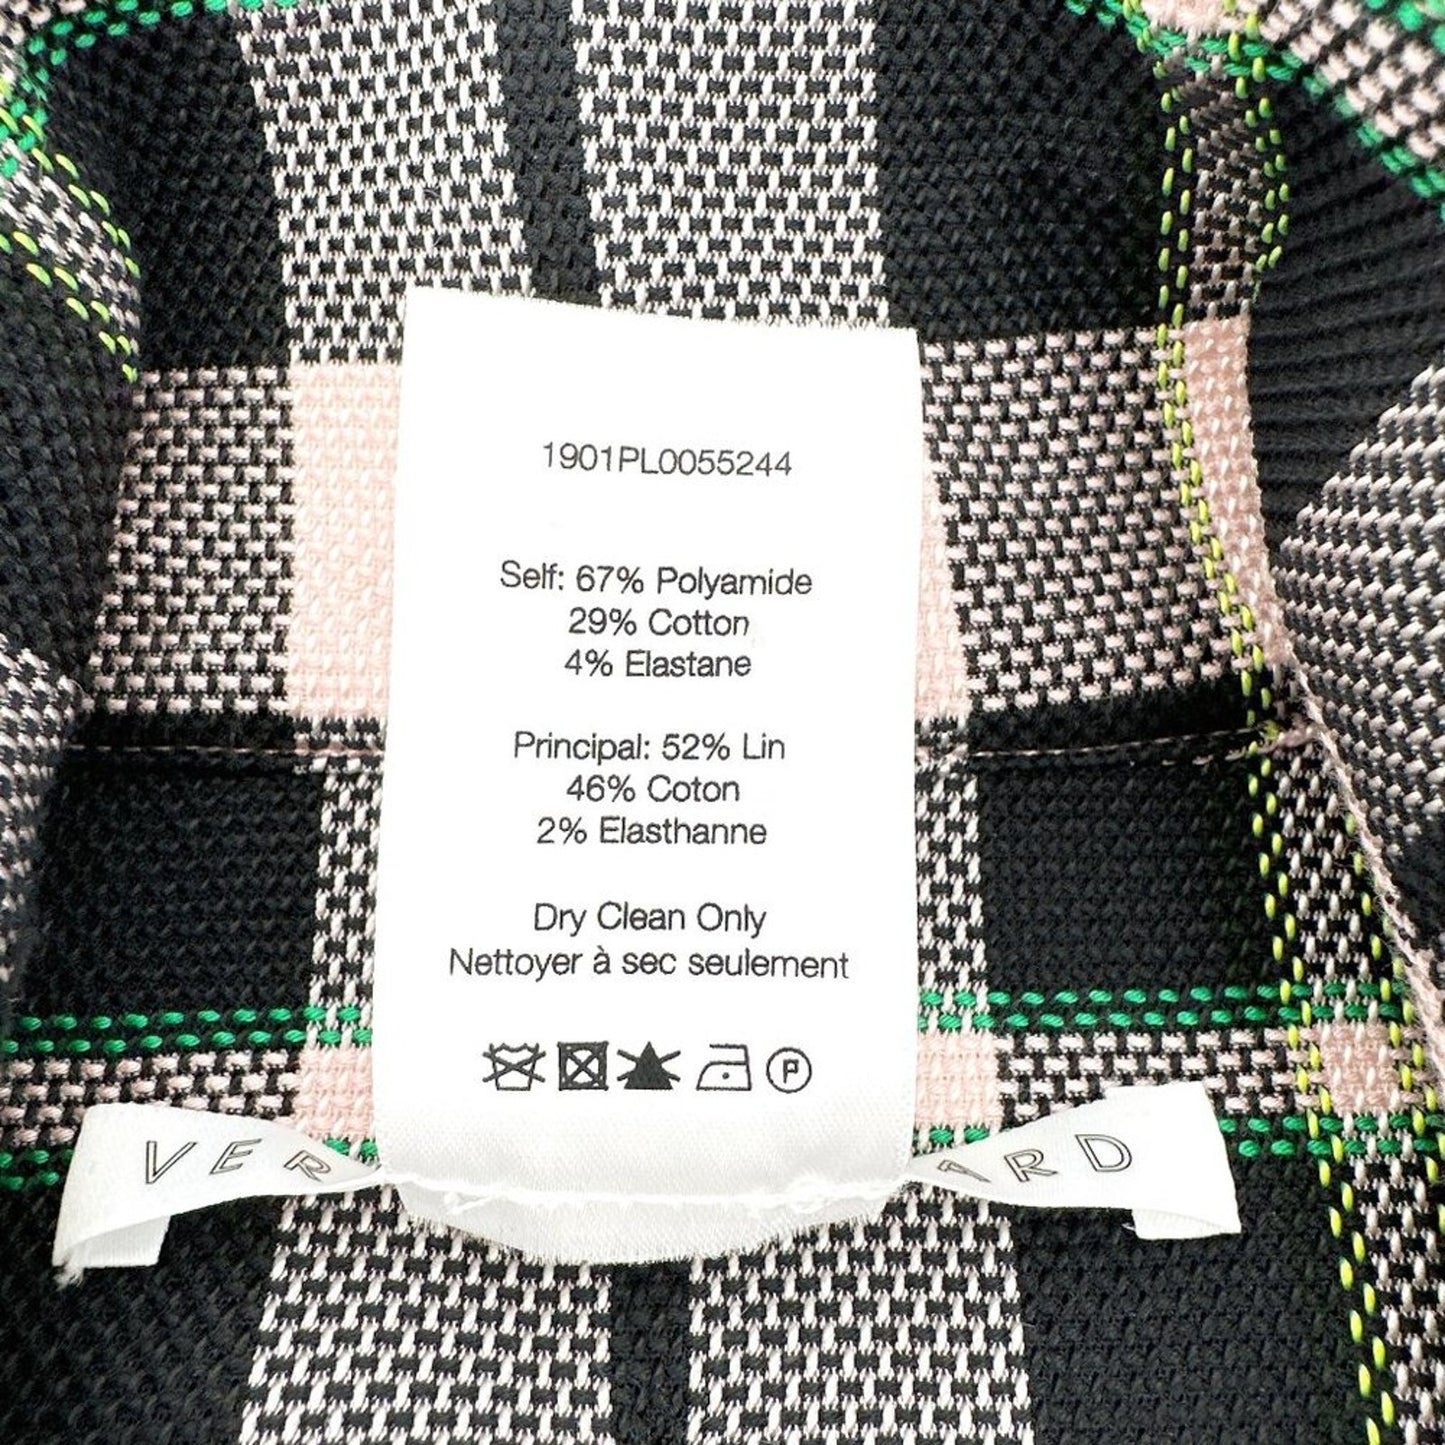 1901PL0055244
Self: 67% Polyamide
29% Cotton
4% Elastane
Principal: 52% Lin
46% Coton
2% Elasthanne
Dry Clean Only
Nettoyer à sec seulement
P
VER
ARD